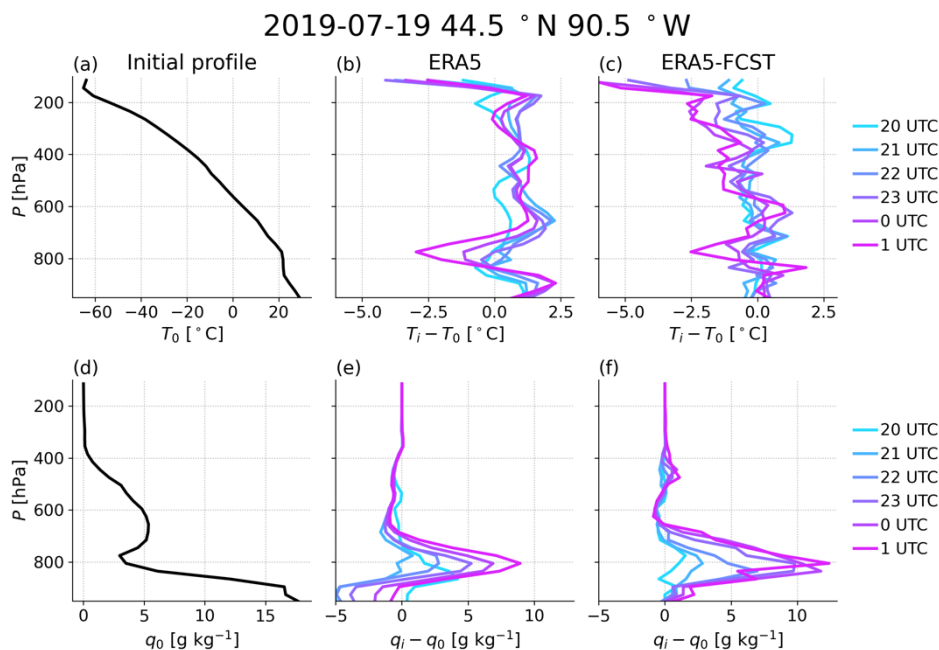 2019-07-19 44.5 °N 90.5 °W
(a) Initial profile
(b) ERA5
(c) ERA5-FCST
P [hPa]
200
400
600
800
−60 −40 −20 0 20
T₀ [°C]
−5.0 −2.5 0.0 2.5
Tᵢ − T₀ [°C]
−5.0 −2.5 0.0 2.5
Tᵢ − T₀ [°C]
20 UTC
21 UTC
22 UTC
23 UTC
0 UTC
1 UTC
(d)
(e)
(f)
P [hPa]
200
400
600
800
0 5 10 15
q₀ [g kg⁻¹]
−5 0 5 10
qᵢ − q₀ [g kg⁻¹]
−5 0 5 10
qᵢ − q₀ [g kg⁻¹]
20 UTC
21 UTC
22 UTC
23 UTC
0 UTC
1 UTC